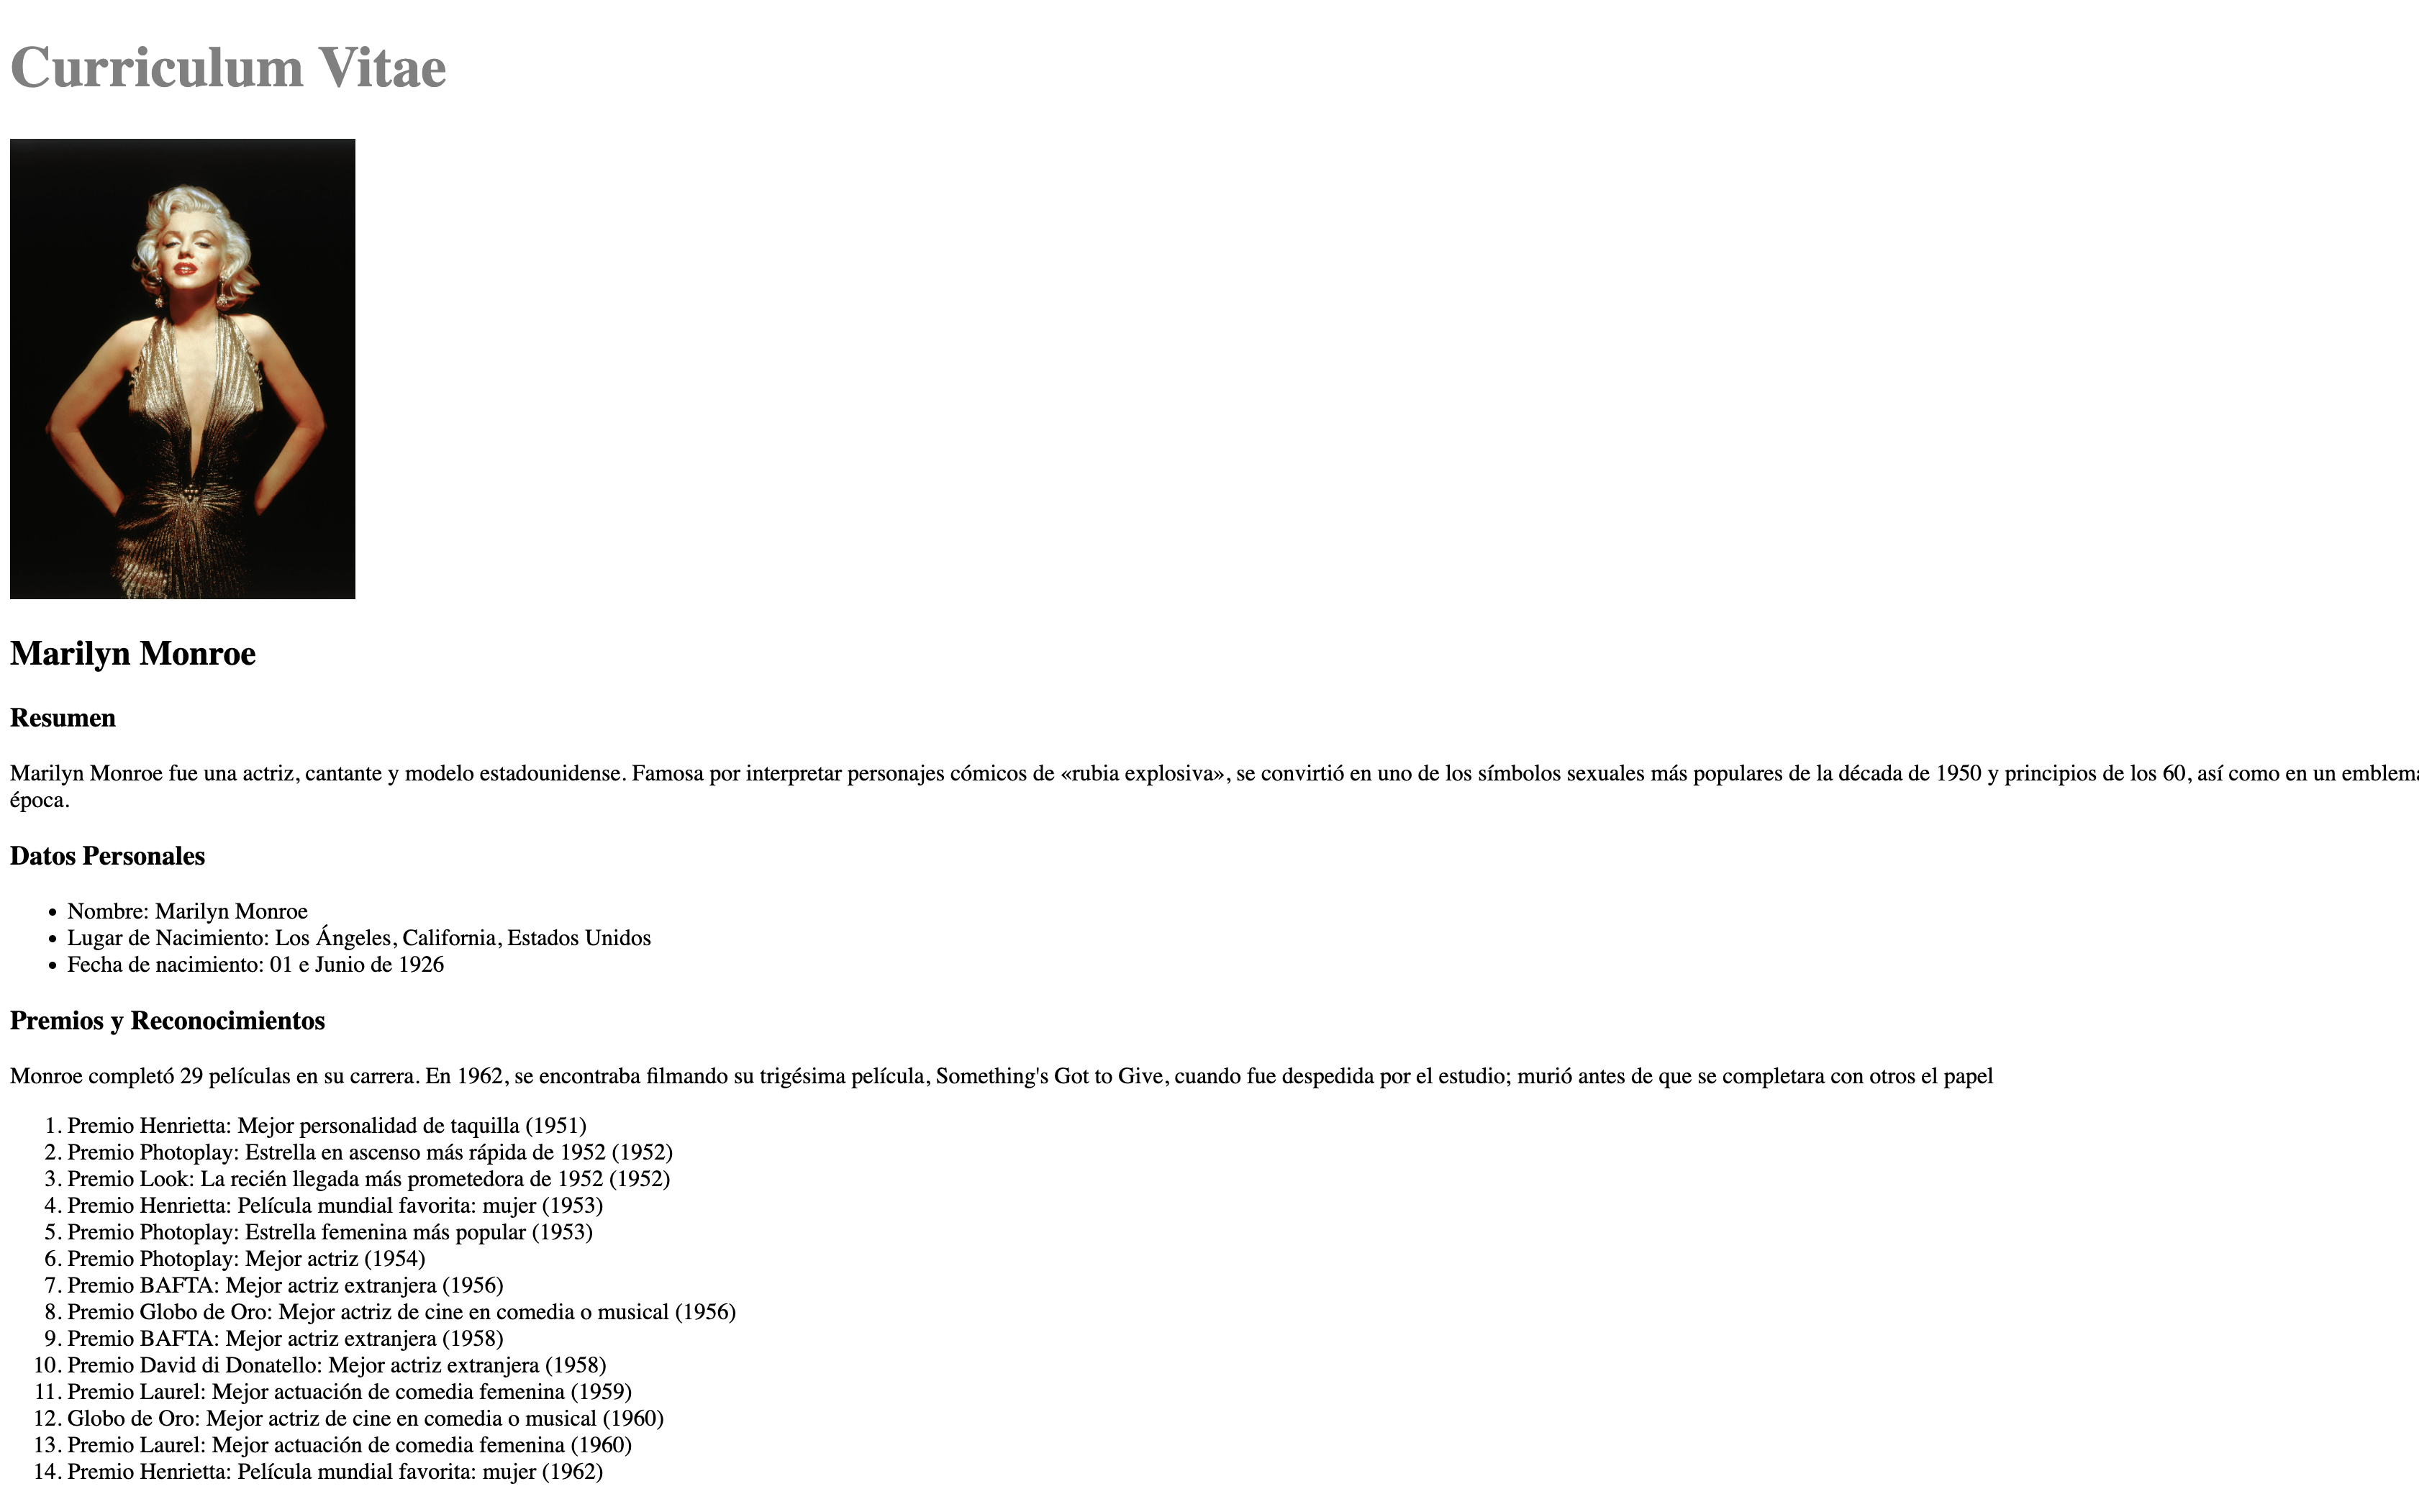 Curriculum Vitae
Marilyn Monroe
Resumen
Marilyn Monroe fue una actriz, cantante y modelo estadounidense. Famosa por interpretar personajes cómicos de «rubia explosiva», se convirtió en uno de los símbolos sexuales más populares de la década de 1950 y principios de los 60, así como en un emblema
época.
Datos Personales
• Nombre: Marilyn Monroe
• Lugar de Nacimiento: Los Ángeles, California, Estados Unidos
• Fecha de nacimiento: 01 e Junio de 1926
Premios y Reconocimientos
Monroe completó 29 películas en su carrera. En 1962, se encontraba filmando su trigésima película, Something's Got to Give, cuando fue despedida por el estudio; murió antes de que se completara con otros el papel
1. Premio Henrietta: Mejor personalidad de taquilla (1951)
2. Premio Photoplay: Estrella en ascenso más rápida de 1952 (1952)
3. Premio Look: La recién llegada más prometedora de 1952 (1952)
4. Premio Henrietta: Película mundial favorita: mujer (1953)
5. Premio Photoplay: Estrella femenina más popular (1953)
6. Premio Photoplay: Mejor actriz (1954)
7. Premio BAFTA: Mejor actriz extranjera (1956)
8. Premio Globo de Oro: Mejor actriz de cine en comedia o musical (1956)
9. Premio BAFTA: Mejor actriz extranjera (1958)
10. Premio David di Donatello: Mejor actriz extranjera (1958)
11. Premio Laurel: Mejor actuación de comedia femenina (1959)
12. Globo de Oro: Mejor actriz de cine en comedia o musical (1960)
13. Premio Laurel: Mejor actuación de comedia femenina (1960)
14. Premio Henrietta: Película mundial favorita: mujer (1962)